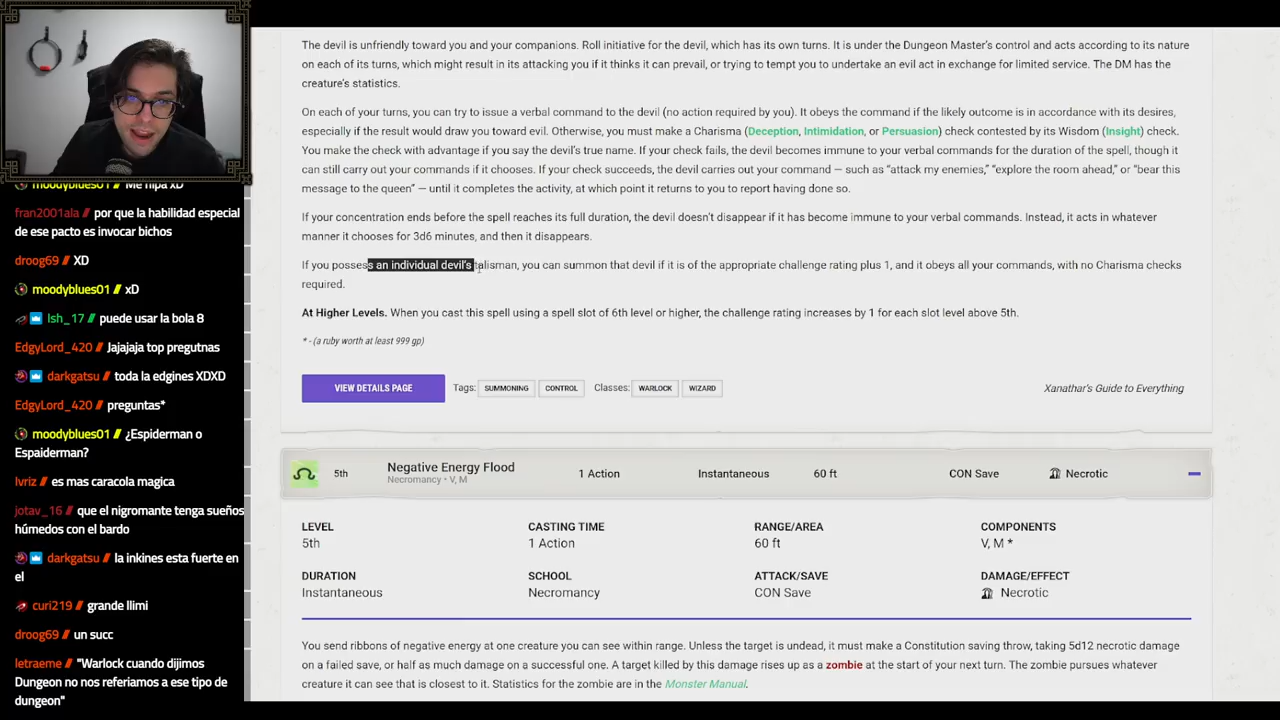 moodyblues01 // Me flipa xD
fran2001ala // por que la habilidad especial
de ese pacto es invocar bichos
droog69 // XD
moodyblues01 // xD
lsh_17 // puede usar la bola 8
EdgyLord_420 // Jajajaja top pregutnas
darkgatsu // toda la edgines XDXD
EdgyLord_420 // preguntas*
moodyblues01 // ¿Espiderman o
Espaiderman?
lvriz // es mas caracola magica
jotav_16 // que el nigromante tenga sueños
húmedos con el bardo
darkgatsu // la inkines esta fuerte en
el
curi219 // grande llimi
droog69 // un succ
letraeme // "Warlock cuando dijimos
Dungeon no nos referiamos a ese tipo de
dungeon"
The devil is unfriendly toward you and your companions. Roll initiative for the devil, which has its own turns. It is under the Dungeon Master's control and acts according to its nature
on each of its turns, which might result in its attacking you if it thinks it can prevail, or trying to tempt you to undertake an evil act in exchange for limited service. The DM has the
creature's statistics.
On each of your turns, you can try to issue a verbal command to the devil (no action required by you). It obeys the command if the likely outcome is in accordance with its desires,
especially if the result would draw you toward evil. Otherwise, you must make a Charisma (Deception, Intimidation, or Persuasion) check contested by its Wisdom (Insight) check.
You make the check with advantage if you say the devil's true name. If your check fails, the devil becomes immune to your verbal commands for the duration of the spell, though it
can still carry out your commands if it chooses. If your check succeeds, the devil carries out your command — such as "attack my enemies," "explore the room ahead," or "bear this
message to the queen" — until it completes the activity, at which point it returns to you to report having done so.
If your concentration ends before the spell reaches its full duration, the devil doesn't disappear if it has become immune to your verbal commands. Instead, it acts in whatever
manner it chooses for 3d6 minutes, and then it disappears.
If you possess an individual devil's talisman, you can summon that devil if it is of the appropriate challenge rating plus 1, and it obeys all your commands, with no Charisma checks
required.
At Higher Levels. When you cast this spell using a spell slot of 6th level or higher, the challenge rating increases by 1 for each slot level above 5th.
* - (a ruby worth at least 999 gp)
VIEW DETAILS PAGE Tags: SUMMONING CONTROL Classes: WARLOCK WIZARD Xanathar's Guide to Everything
5th Negative Energy Flood 1 Action Instantaneous 60 ft CON Save Necrotic
Necromancy • V, M
LEVEL CASTING TIME RANGE/AREA COMPONENTS
5th 1 Action 60 ft V, M *
DURATION SCHOOL ATTACK/SAVE DAMAGE/EFFECT
Instantaneous Necromancy CON Save Necrotic
You send ribbons of negative energy at one creature you can see within range. Unless the target is undead, it must make a Constitution saving throw, taking 5d12 necrotic damage
on a failed save, or half as much damage on a successful one. A target killed by this damage rises up as a zombie at the start of your next turn. The zombie pursues whatever
creature it can see that is closest to it. Statistics for the zombie are in the Monster Manual.